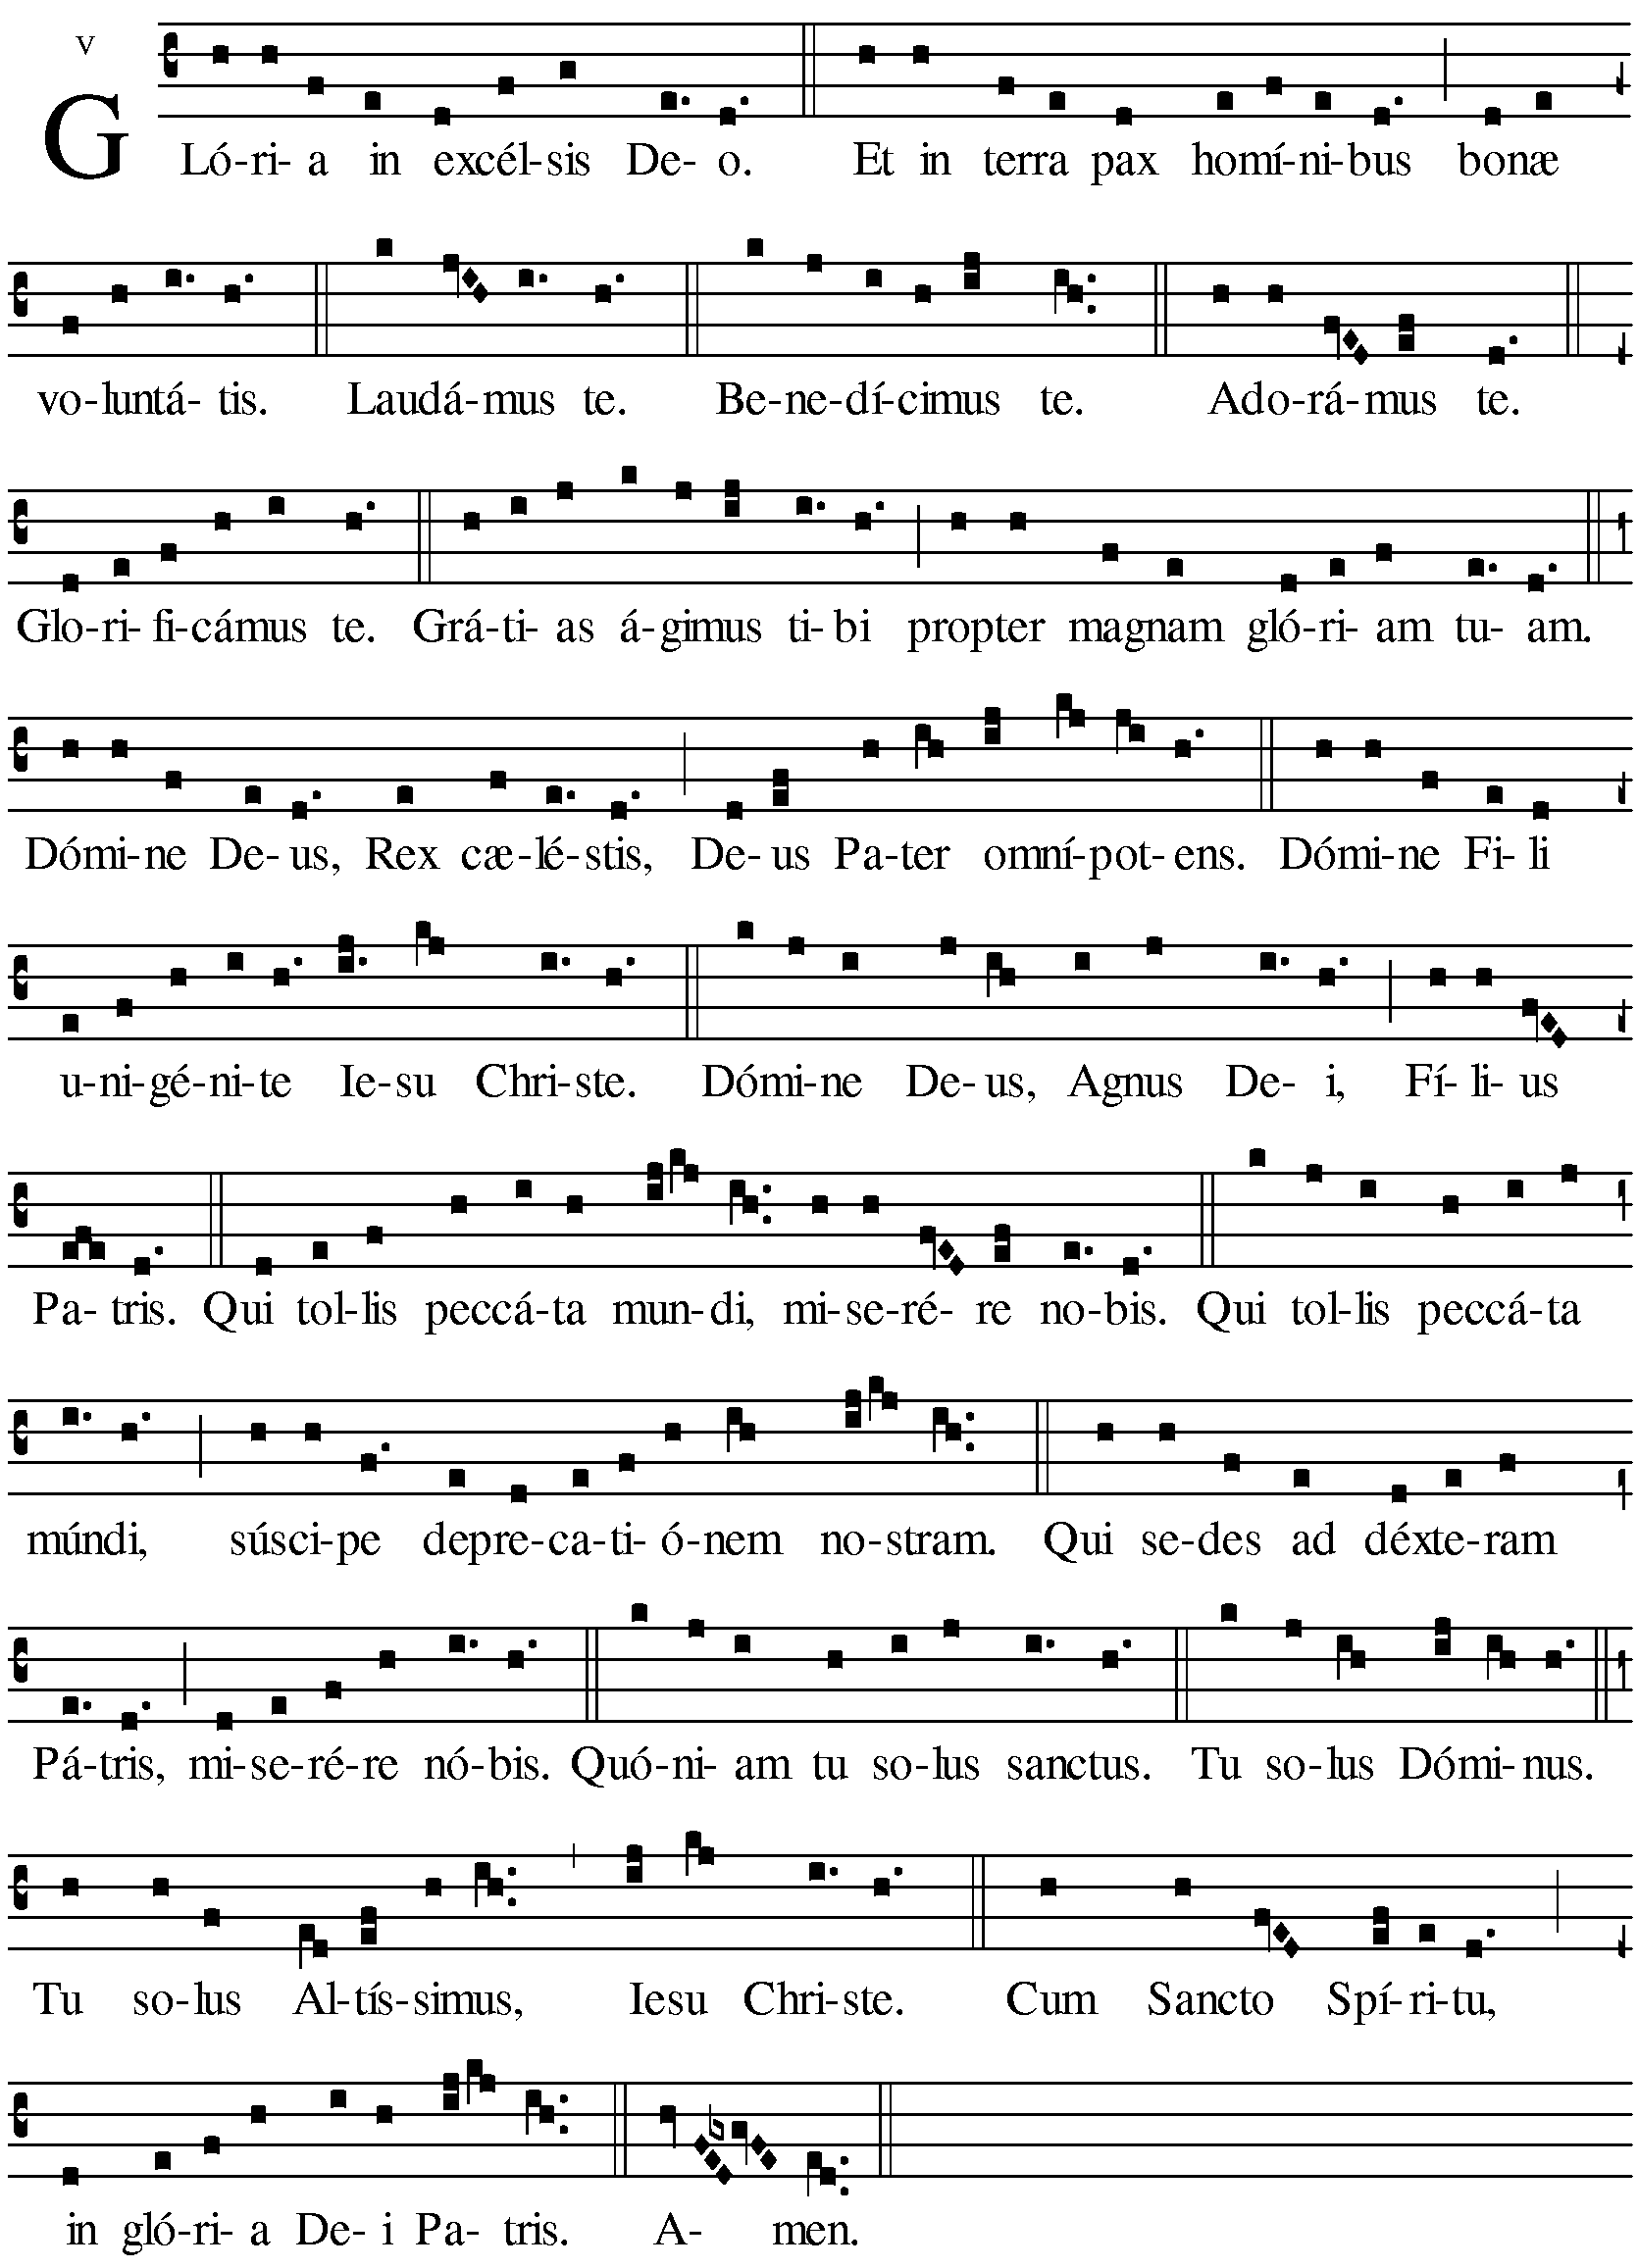 V
GLó-ri-a in excél-sis De-o. Et in terra pax homí-ni-bus bonæ
vo-luntá-tis. Laudá-mus te. Be-ne-dí-cimus te. Ado-rá-mus te.
Glo-ri-fi-cámus te. Grá-ti-as á-gimus ti-bi propter magnam gló-ri-am tu-am.
Dómi-ne De-us, Rex cæ-lé-stis, De-us Pa-ter omní-pot-ens. Dómi-ne Fi-li
u-ni-gé-ni-te Ie-su Chri-ste. Dómi-ne De-us, Agnus De-i, Fí-li-us
Pa-tris. Qui tol-lis peccá-ta mun-di, mi-se-ré-re no-bis. Qui tol-lis peccá-ta
múndi, súsci-pe depre-ca-ti-ó-nem no-stram. Qui se-des ad déxte-ram
Pá-tris, mi-se-ré-re nó-bis. Quó-ni-am tu so-lus sanctus. Tu so-lus Dómi-nus.
Tu so-lus Al-tís-simus, Iesu Chri-ste. Cum Sancto Spí-ri-tu,
in gló-ri-a De-i Pa-tris. A-men.